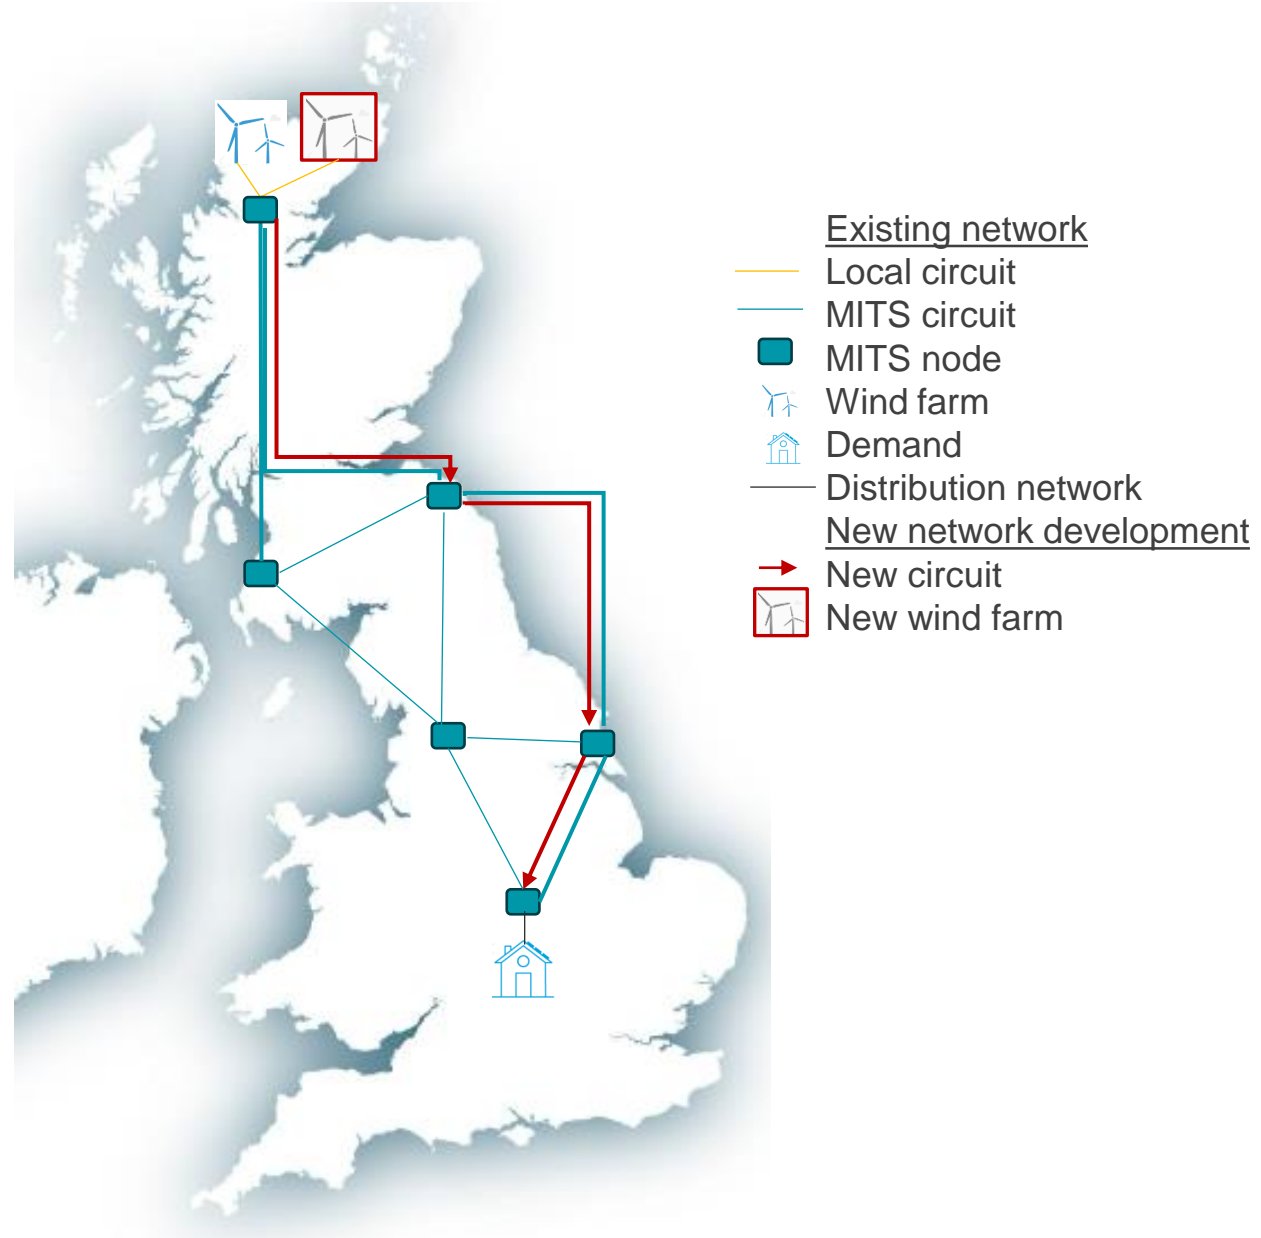 Existing network
Local circuit
MITS circuit
MITS node
Wind farm
Demand
Distribution network
New network development
New circuit
New wind farm